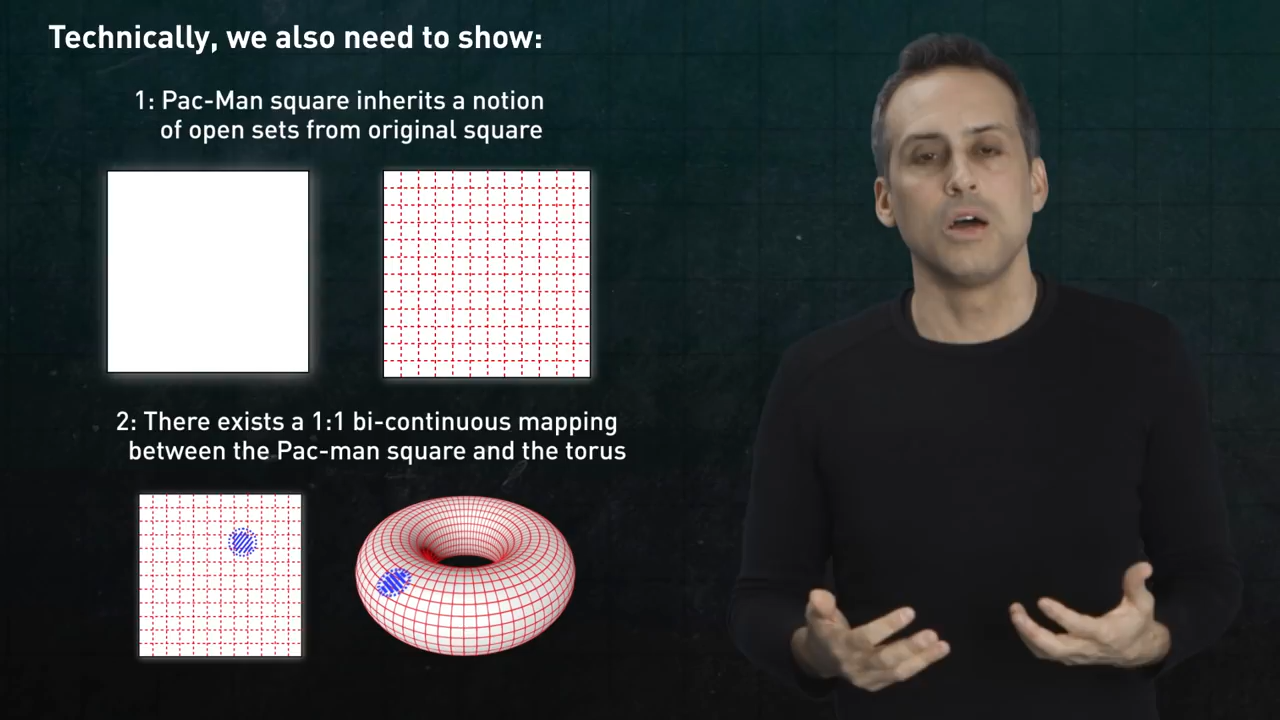 Technically, we also need to show:
1: Pac-Man square inherits a notion
of open sets from original square
2: There exists a 1:1 bi-continuous mapping
between the Pac-man square and the torus